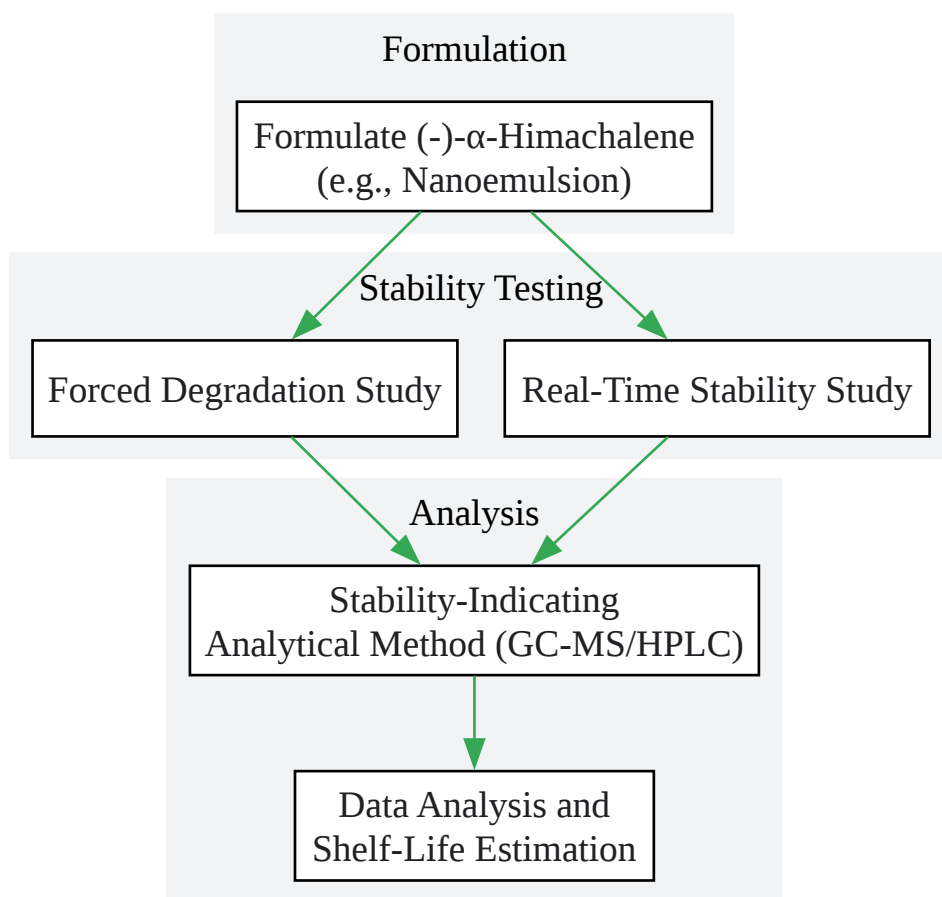 Formulation
Formulate (-)-α-Himachalene
(e.g., Nanoemulsion)
Stability Testing
Forced Degradation Study
Real-Time Stability Study
Analysis
Stability-Indicating
Analytical Method (GC-MS/HPLC)
Data Analysis and
Shelf-Life Estimation